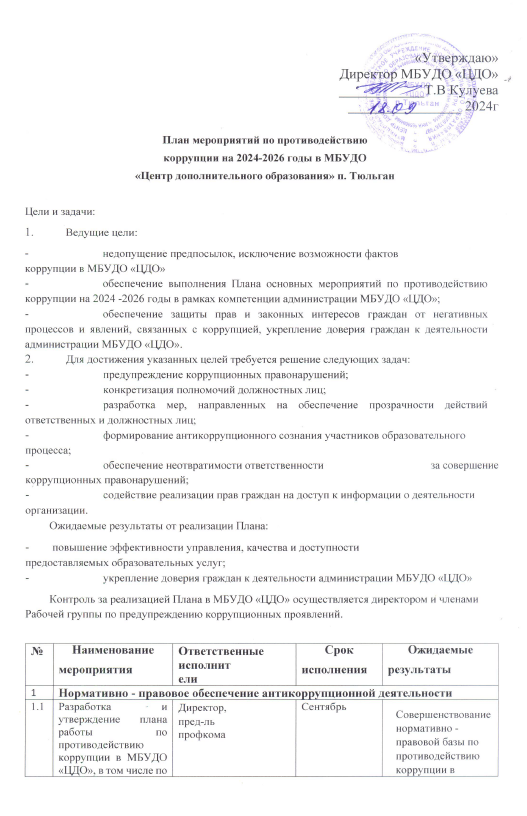 «Утверждаю»
Директор МБУДО «ЦДО»
Т.В Кулуева
18.09 2024г
План мероприятий по противодействию
коррупции на 2024-2026 годы в МБУДО
«Центр дополнительного образования» п. Тюльган
Цели и задачи:
1. Ведущие цели:
- недопущение предпосылок, исключение возможности фактов
коррупции в МБУДО «ЦДО»
- обеспечение выполнения Плана основных мероприятий по противодействию
коррупции на 2024 -2026 годы в рамках компетенции администрации МБУДО «ЦДО»;
- обеспечение защиты прав и законных интересов граждан от негативных
процессов и явлений, связанных с коррупцией, укрепление доверия граждан к деятельности
администрации МБУДО «ЦДО».
2. Для достижения указанных целей требуется решение следующих задач:
- предупреждение коррупционных правонарушений;
- конкретизация полномочий должностных лиц;
- разработка мер, направленных на обеспечение прозрачности действий
ответственных и должностных лиц;
- формирование антикоррупционного сознания участников образовательного
процесса;
- обеспечение неотвратимости ответственности за совершение
коррупционных правонарушений;
- содействие реализации прав граждан на доступ к информации о деятельности
организации.
Ожидаемые результаты от реализации Плана:
- повышение эффективности управления, качества и доступности
предоставляемых образовательных услуг;
- укрепление доверия граждан к деятельности администрации МБУДО «ЦДО»
Контроль за реализацией Плана в МБУДО «ЦДО» осуществляется директором и членами
Рабочей группы по предупреждению коррупционных проявлений.
№ Наименование мероприятия
Ответственные исполнит ели
Срок исполнения
Ожидаемые результаты
1 Нормативно - правовое обеспечение антикоррупционной деятельности
1.1 Разработка и
утверждение плана
работы по
противодействию
коррупции в МБУДО
«ЦДО», в том числе по
Директор,
пред-ль
профкома
Сентябрь
Совершенствование
нормативно -
правовой базы по
противодействию
коррупции в